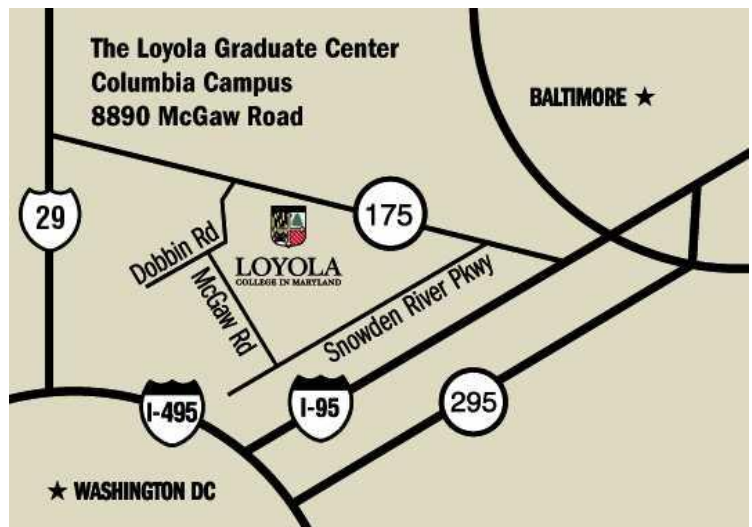 The Loyola Graduate Center
Columbia Campus
8890 McGaw Road
BALTIMORE
29
175
Dobbin Rd
LOYOLA
COLLEGE IN MARYLAND
McGaw Rd
Snowden River Pkwy
I-495
I-95
295
WASHINGTON DC